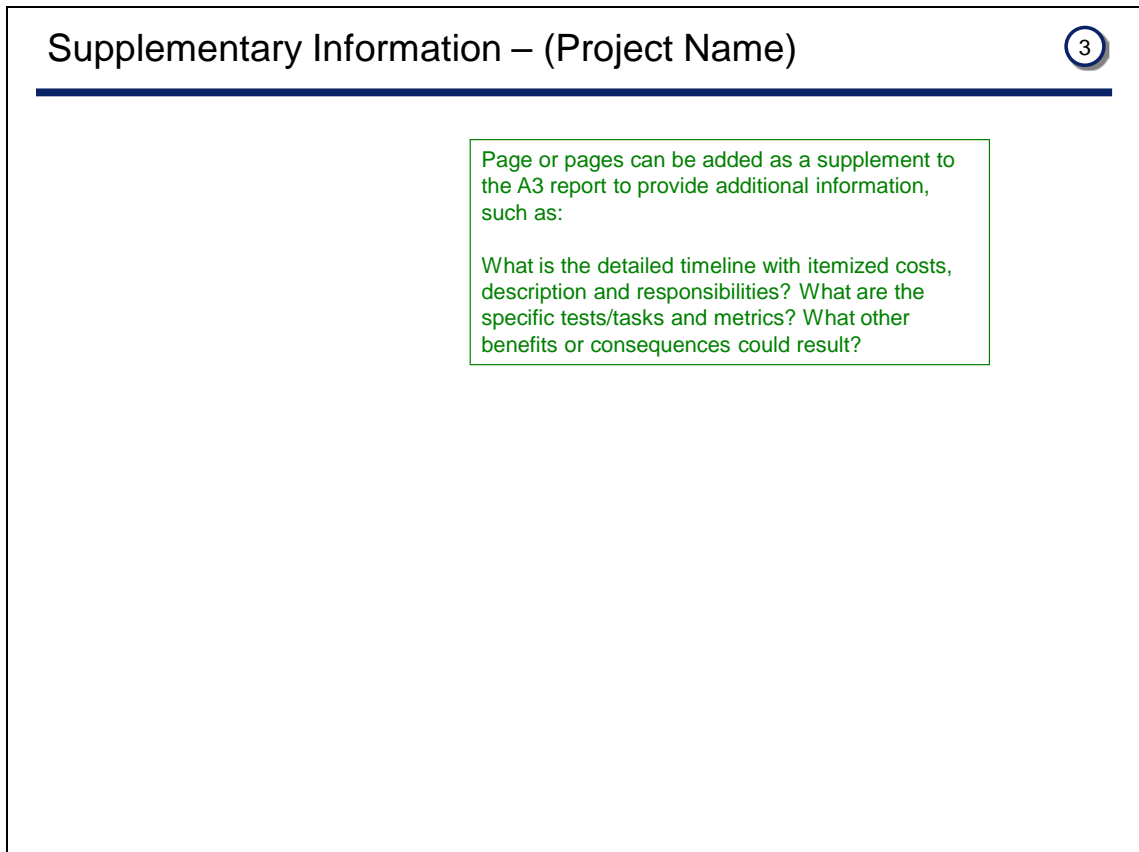 Supplementary Information – (Project Name)
3
Page or pages can be added as a supplement to
the A3 report to provide additional information,
such as:
What is the detailed timeline with itemized costs,
description and responsibilities? What are the
specific tests/tasks and metrics? What other
benefits or consequences could result?